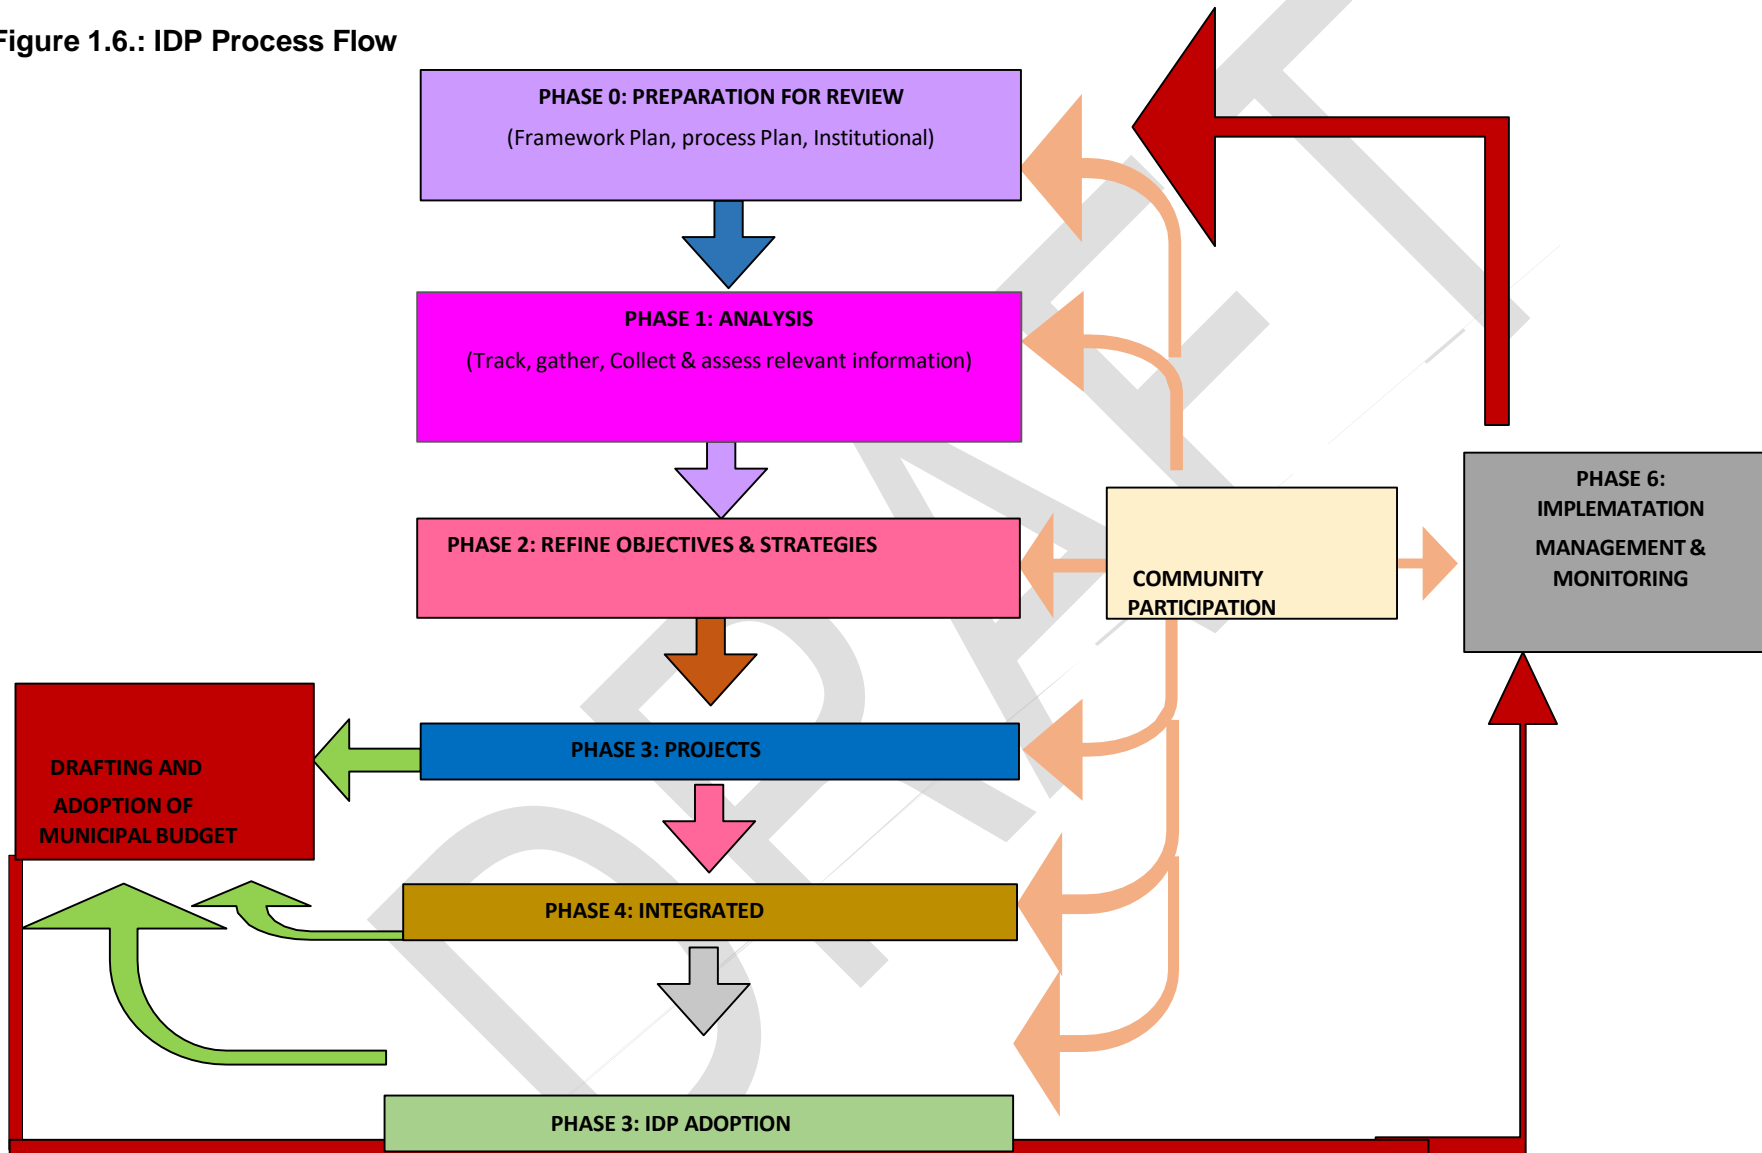 Figure 1.6.: IDP Process Flow
PHASE 0: PREPARATION FOR REVIEW
(Framework Plan, process Plan, Institutional)
PHASE 1: ANALYSIS
(Track, gather, Collect & assess relevant information)
PHASE 2: REFINE OBJECTIVES & STRATEGIES
COMMUNITY
PARTICIPATION
PHASE 6:
IMPLEMATATION
MANAGEMENT &
MONITORING
PHASE 3: PROJECTS
DRAFTING AND
ADOPTION OF
MUNICIPAL BUDGET
PHASE 4: INTEGRATED
PHASE 3: IDP ADOPTION
DRAFT